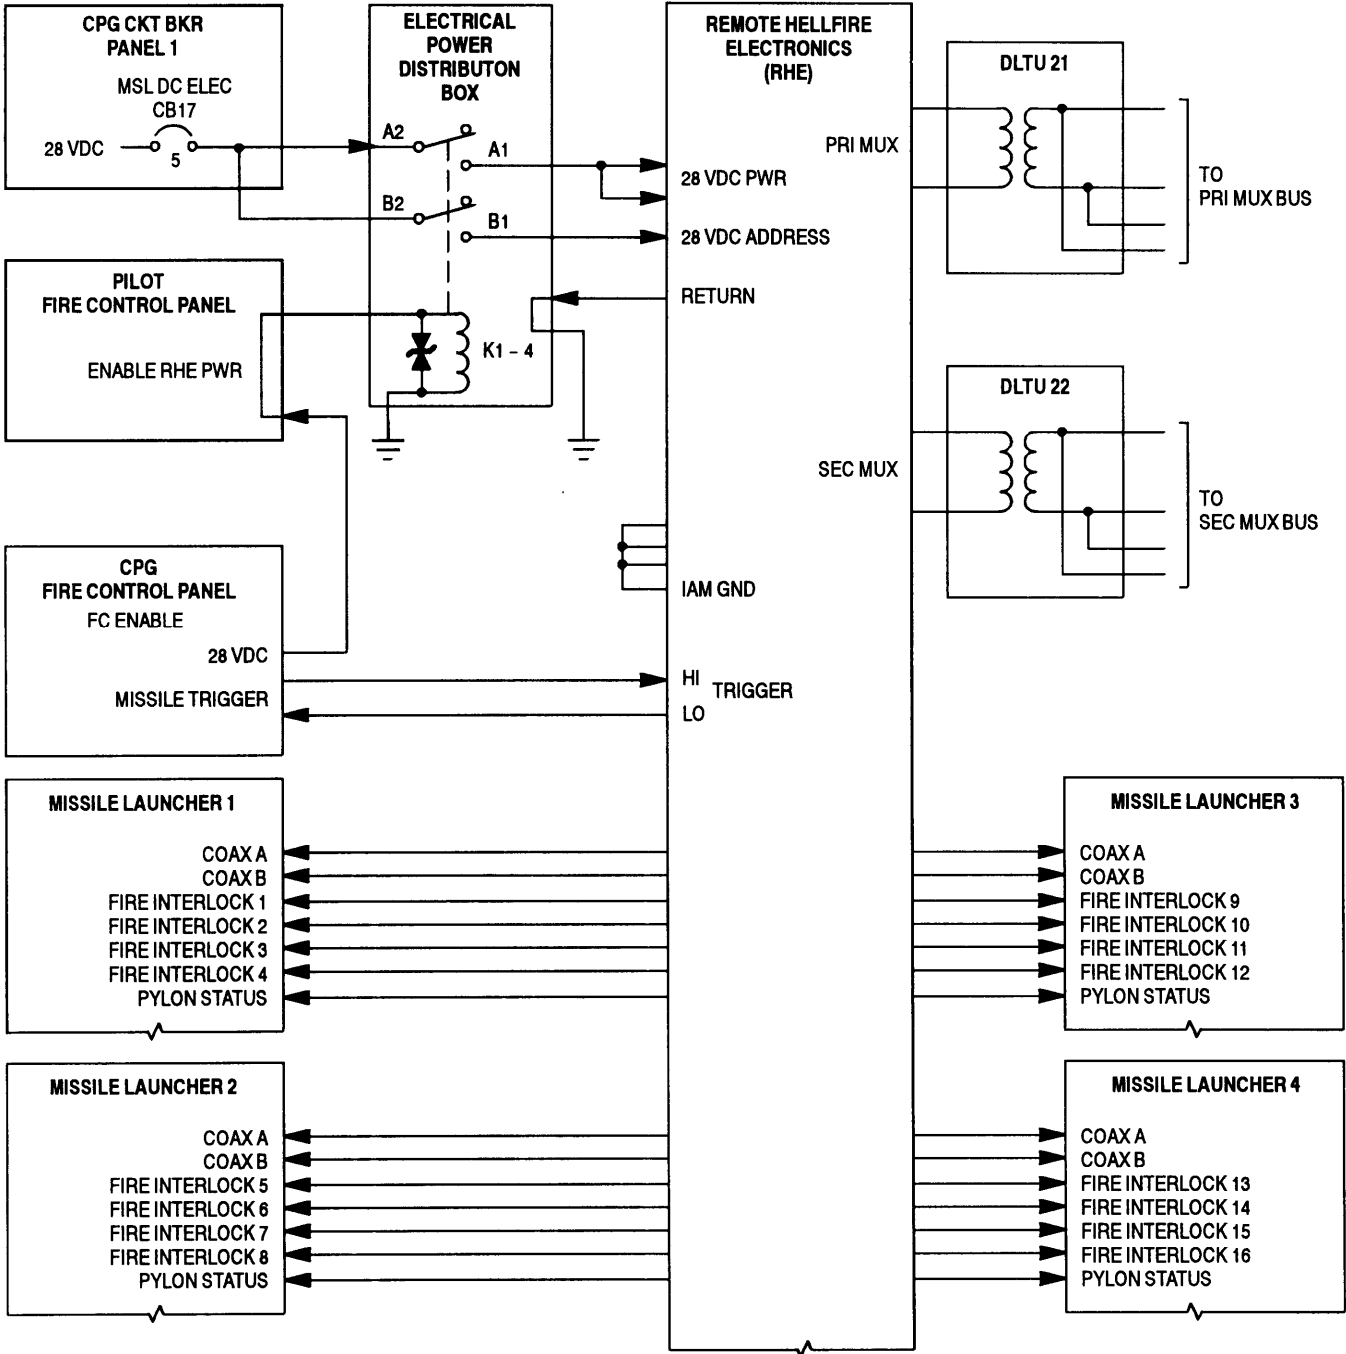 CPG CKT BKR
PANEL 1
MSL DC ELEC
CB17
28 VDC
5
ELECTRICAL
POWER
DISTRIBUTON
BOX
A2
A1
B2
B1
K1 – 4
REMOTE HELLFIRE
ELECTRONICS
(RHE)
PRI MUX
28 VDC PWR
28 VDC ADDRESS
RETURN
SEC MUX
IAM GND
HI
TRIGGER
LO
DLTU 21
TO
PRI MUX BUS
DLTU 22
TO
SEC MUX BUS
PILOT
FIRE CONTROL PANEL
ENABLE RHE PWR
CPG
FIRE CONTROL PANEL
FC ENABLE
28 VDC
MISSILE TRIGGER
MISSILE LAUNCHER 1
COAX A
COAX B
FIRE INTERLOCK 1
FIRE INTERLOCK 2
FIRE INTERLOCK 3
FIRE INTERLOCK 4
PYLON STATUS
MISSILE LAUNCHER 3
COAX A
COAX B
FIRE INTERLOCK 9
FIRE INTERLOCK 10
FIRE INTERLOCK 11
FIRE INTERLOCK 12
PYLON STATUS
MISSILE LAUNCHER 2
COAX A
COAX B
FIRE INTERLOCK 5
FIRE INTERLOCK 6
FIRE INTERLOCK 7
FIRE INTERLOCK 8
PYLON STATUS
MISSILE LAUNCHER 4
COAX A
COAX B
FIRE INTERLOCK 13
FIRE INTERLOCK 14
FIRE INTERLOCK 15
FIRE INTERLOCK 16
PYLON STATUS